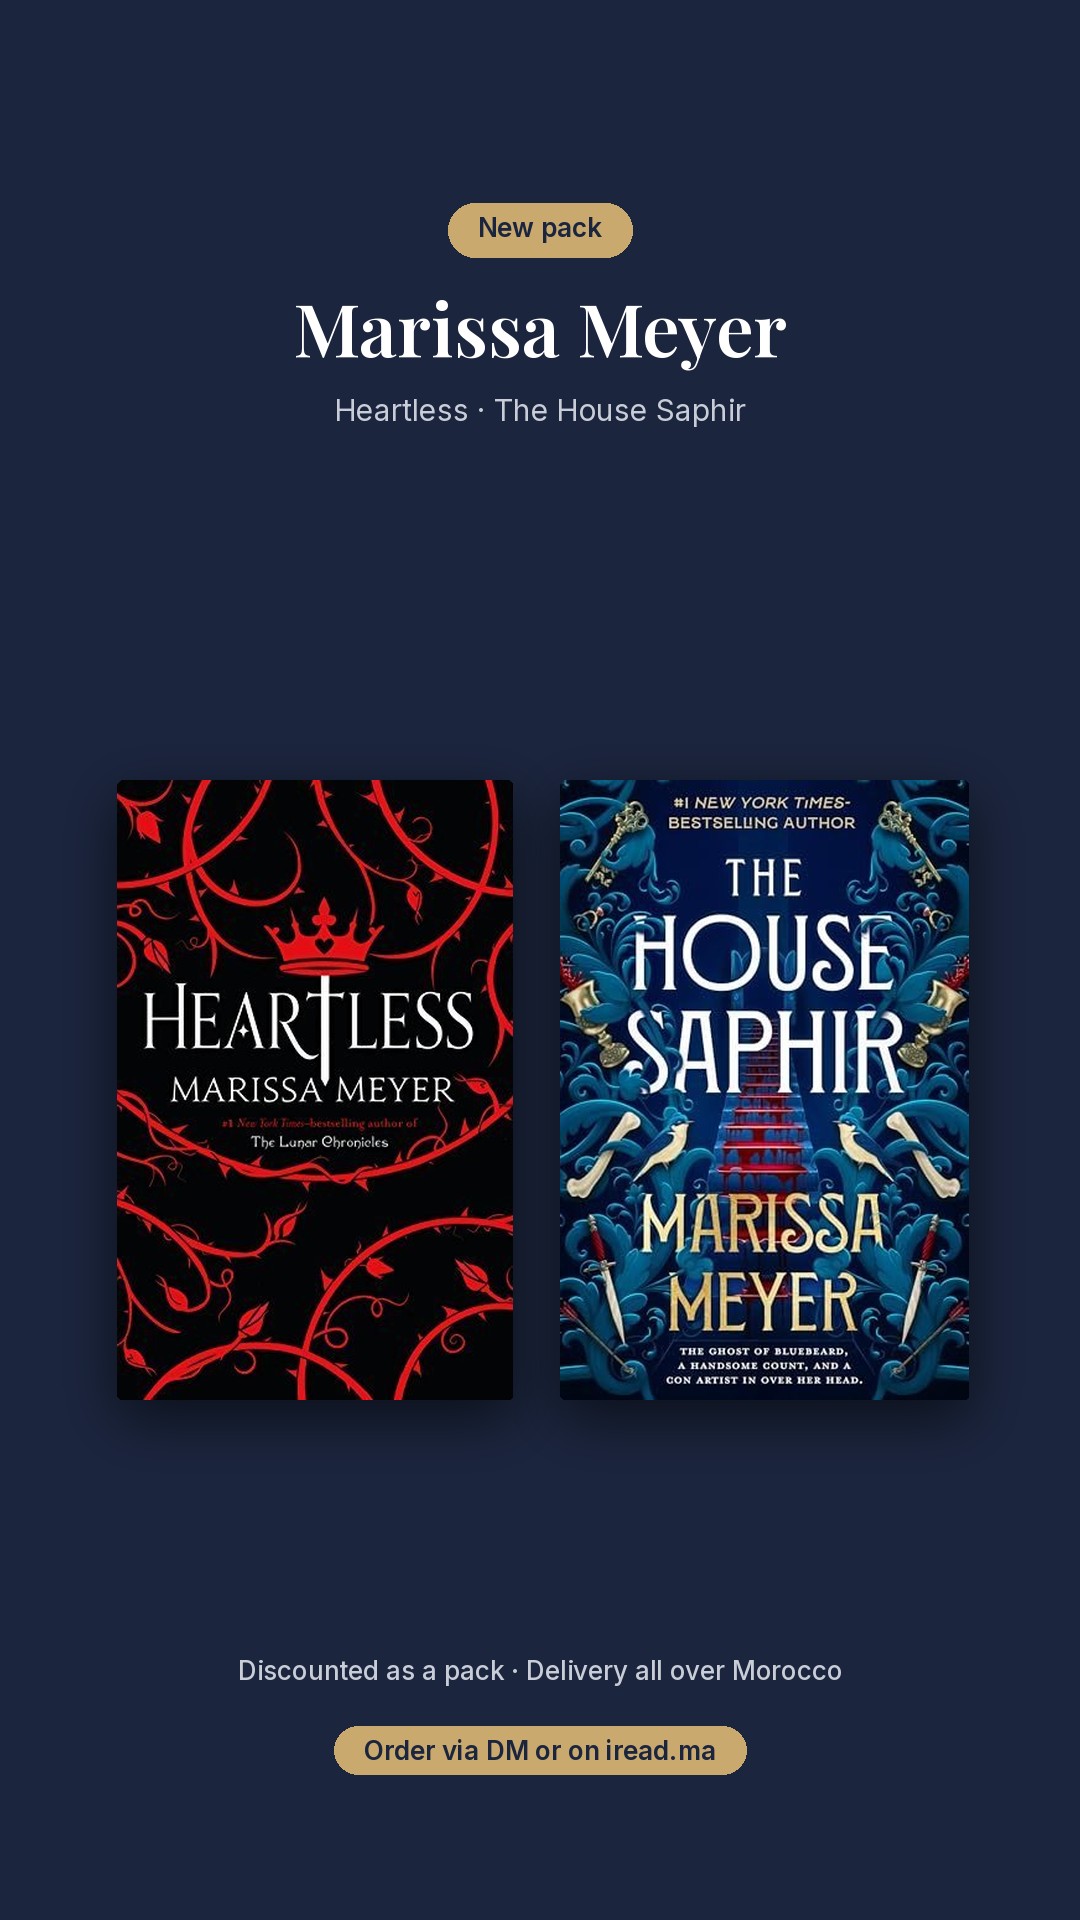 New pack
Marissa Meyer
Heartless · The House Saphir
HEARTLESS
MARISSA MEYER
#1 New York Times–bestselling author of
The Lunar Chronicles
#1 NEW YORK TIMES-
BESTSELLING AUTHOR
THE
HOUSE
SAPHIR
MARISSA
MEYER
THE GHOST OF BLUEBEARD,
A HANDSOME COUNT, AND A
CON ARTIST IN OVER HER HEAD.
Discounted as a pack · Delivery all over Morocco
Order via DM or on iread.ma